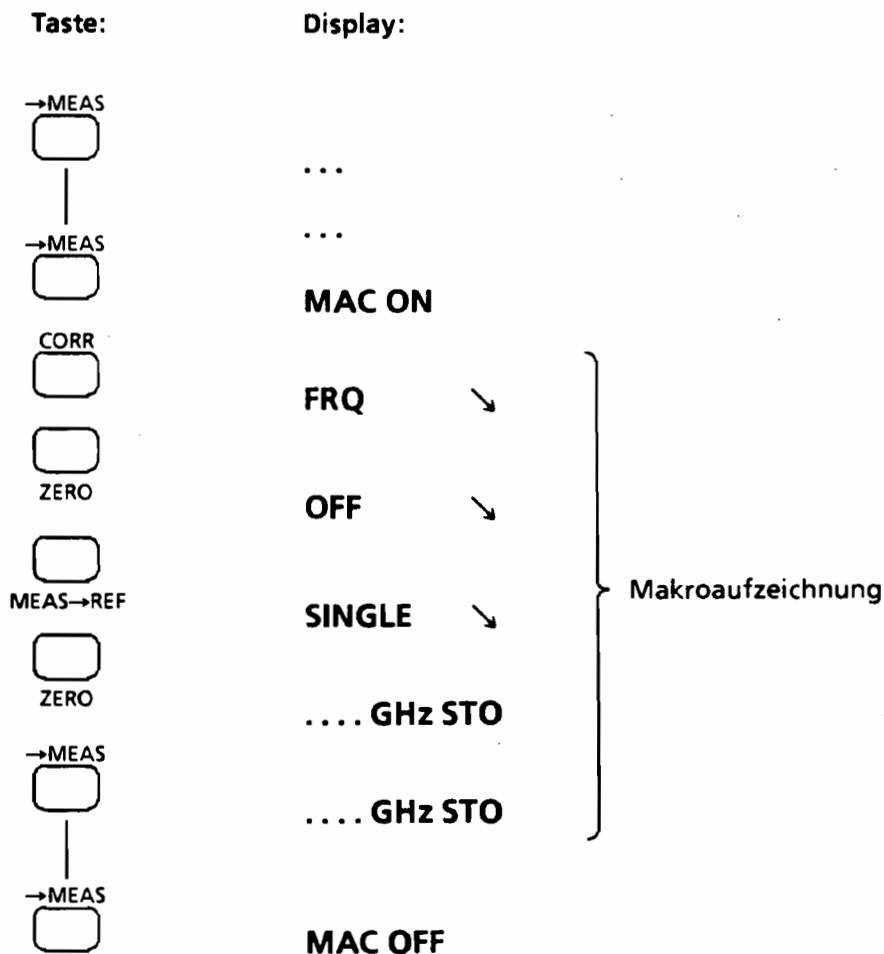 Taste: Display:
→MEAS
...
→MEAS
...
MAC ON
CORR
FRQ ↘
ZERO
OFF ↘
MEAS→REF
SINGLE ↘
Makroaufzeichnung
ZERO
.... GHz STO
→MEAS
.... GHz STO
→MEAS
MAC OFF